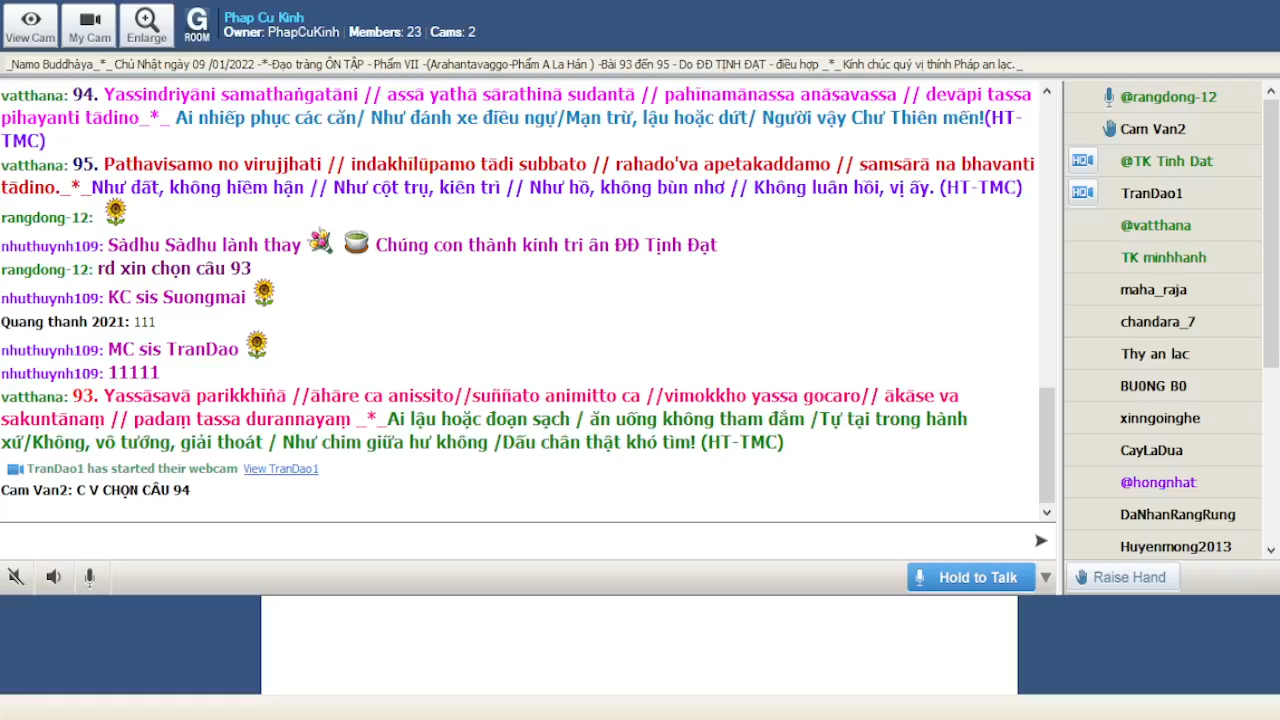 View Cam
My Cam
Enlarge
G
ROOM
Phap Cu Kinh
Owner: PhapCuKinh | Members: 23 | Cams: 2
_Namo Buddhàya_*_ Chủ Nhật ngày 09 /01/2022 -*-Đạo tràng ÔN TẬP - Phẩm VII -(Arahantavaggo-Phẩm A La Hán ) -Bài 93 đến 95 - Do ĐĐ TỊNH ĐẠT - điều hợp _*_ Kính chúc quý vị thính Pháp an lạc._
vatthana: 94. Yassindriyāni samathaṅgatāni // assā yathā sārathinā sudantā // pahīnamānassa anāsavassa // devāpi tassa
pihayanti tādino_*_ Ai nhiếp phục các căn/ Như đánh xe điều ngự/Mạn trừ, lậu hoặc dứt/ Người vậy Chư Thiên mến!(HT-
TMC)
vatthana: 95. Pathavisamo no virujjhati // indakhīlūpamo tādi subbato // rahado'va apetakaddamo // samsārā na bhavanti
tādino._*_Như đất, không hiềm hận // Như cột trụ, kiên trì // Như hồ, không bùn nhơ // Không luân hồi, vị ấy. (HT-TMC)
rangdong-12:
nhuthuynh109: Sàdhu Sàdhu lành thay Chúng con thành kính tri ân ĐĐ Tịnh Đạt
rangdong-12: rd xin chọn câu 93
nhuthuynh109: KC sis Suongmai
Quang thanh 2021: 111
nhuthuynh109: MC sis TranDao
nhuthuynh109: 11111
vatthana: 93. Yassāsavā parikkhīṅā //āhāre ca anissito//suññato animitto ca //vimokkho yassa gocaro// ākāse va
sakuntānaṃ // padaṃ tassa durannayaṃ _*_Ai lậu hoặc đoạn sạch / ăn uống không tham đắm /Tự tại trong hành
xứ/Không, vô tướng, giải thoát / Như chim giữa hư không /Dấu chân thật khó tìm! (HT-TMC)
TranDao1 has started their webcam View TranDao1
Cam Van2: C V CHỌN CÂU 94
Hold to Talk
@rangdong-12
Cam Van2
HQ @TK Tinh Dat
HQ TranDao1
@vatthana
TK minhhanh
maha_raja
chandara_7
Thy an lac
BU0NG B0
xinngoinghe
CayLaDua
@hongnhat
DaNhanRangRung
Huyenmong2013
Raise Hand